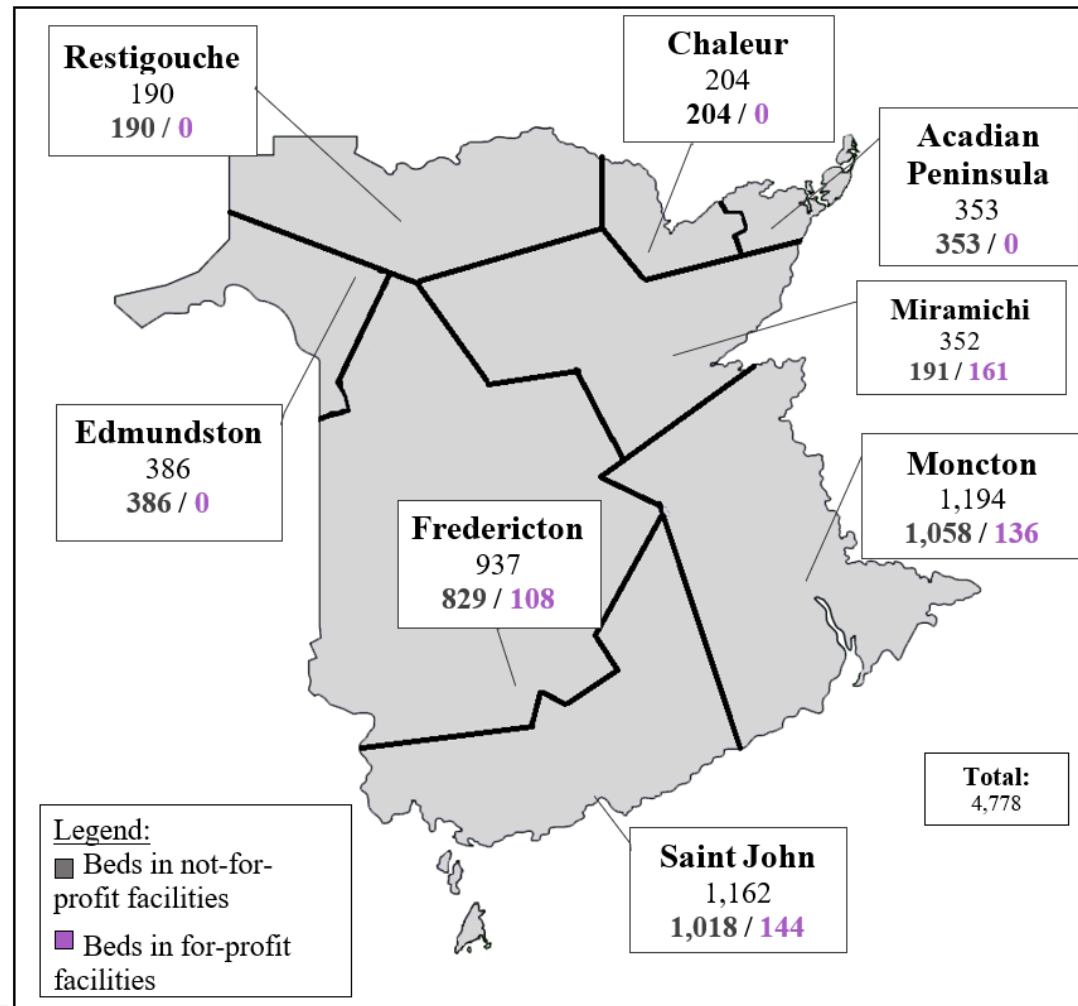 Restigouche
190
190 / 0
Chaleur
204
204 / 0
Acadian
Peninsula
353
353 / 0
Miramichi
352
191 / 161
Edmundston
386
386 / 0
Moncton
1,194
1,058 / 136
Fredericton
937
829 / 108
Total:
4,778
Legend:
Beds in not-for-
profit facilities
Beds in for-profit
facilities
Saint John
1,162
1,018 / 144